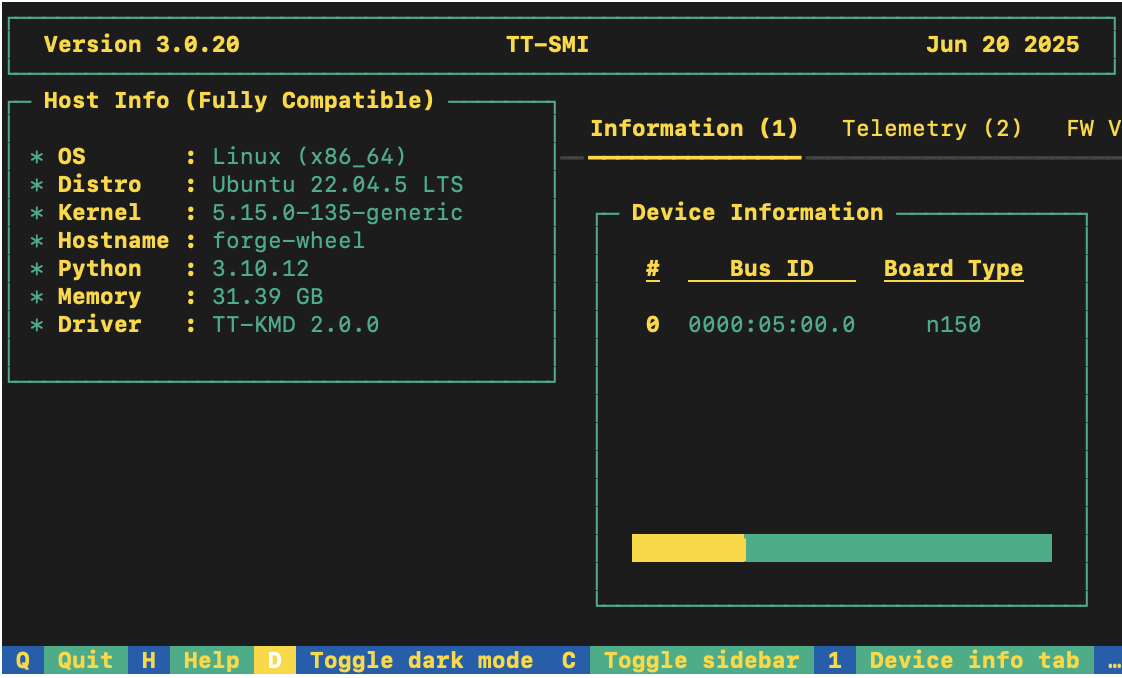 Version 3.0.20 TT-SMI Jun 20 2025
Host Info (Fully Compatible)
* OS : Linux (x86_64)
* Distro : Ubuntu 22.04.5 LTS
* Kernel : 5.15.0-135-generic
* Hostname : forge-wheel
* Python : 3.10.12
* Memory : 31.39 GB
* Driver : TT-KMD 2.0.0
Information (1) Telemetry (2) FW V
Device Information
# Bus ID Board Type
0 0000:05:00.0 n150
Q Quit H Help D Toggle dark mode C Toggle sidebar 1 Device info tab …